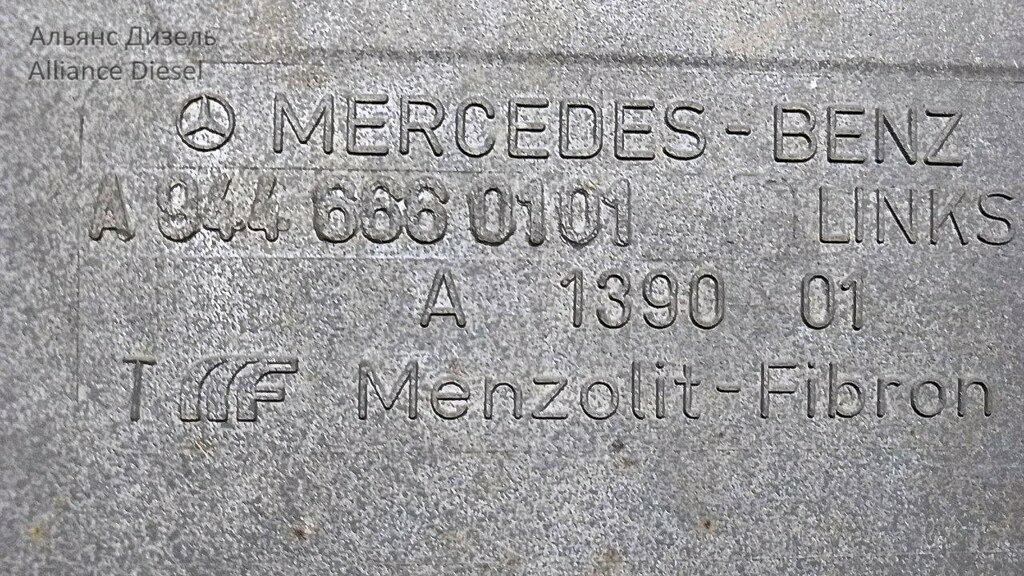 Альянс Дизель
Alliance Diesel
MERCEDES-BENZ
A 944 666 0101 LINKS
A 1390 01
T F Menzolit-Fibron